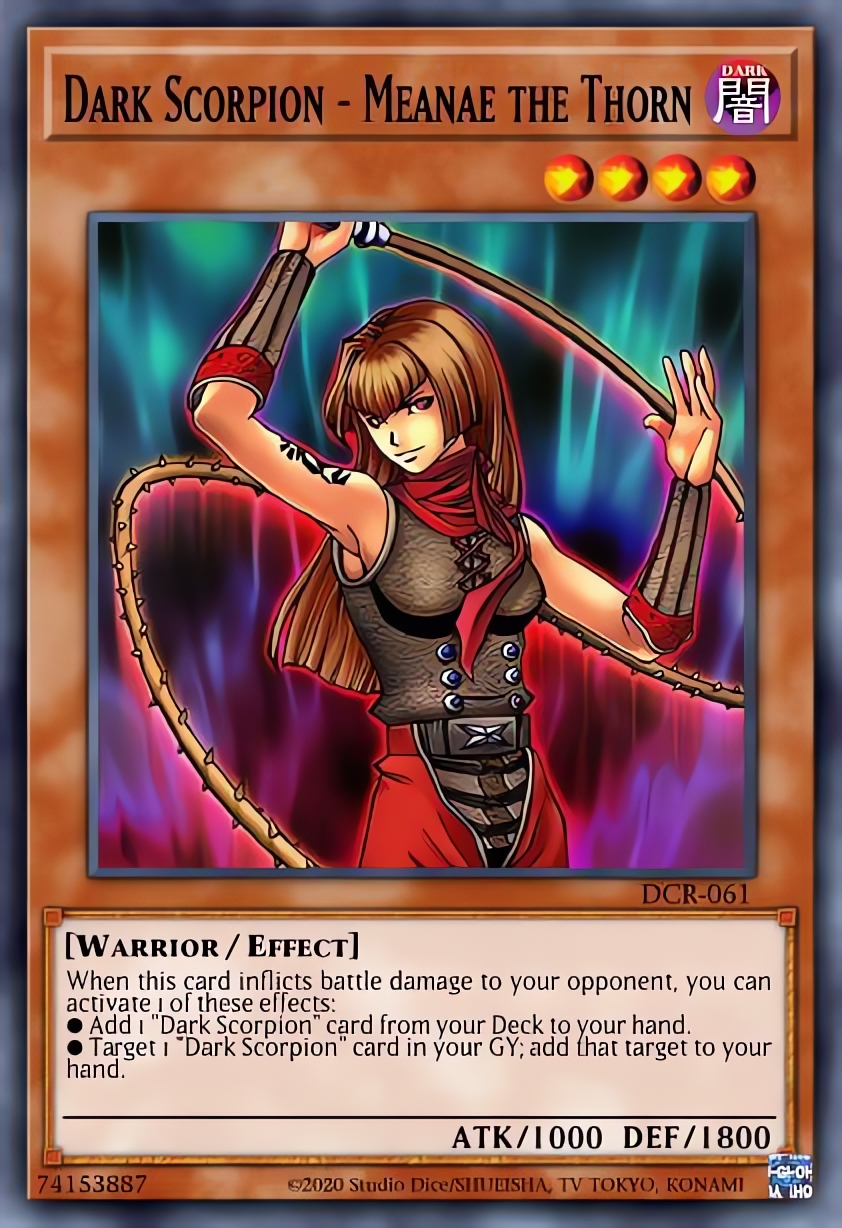 Dark Scorpion - Meanae the Thorn
DARK
闇
DCR-061
[Warrior / Effect]
When this card inflicts battle damage to your opponent, you can
activate 1 of these effects:
● Add 1 "Dark Scorpion" card from your Deck to your hand.
● Target 1 "Dark Scorpion" card in your GY; add that target to your
hand.
ATK/1000 DEF/1800
74153887
©2020 Studio Dice/SHUEISHA, TV TOKYO, KONAMI